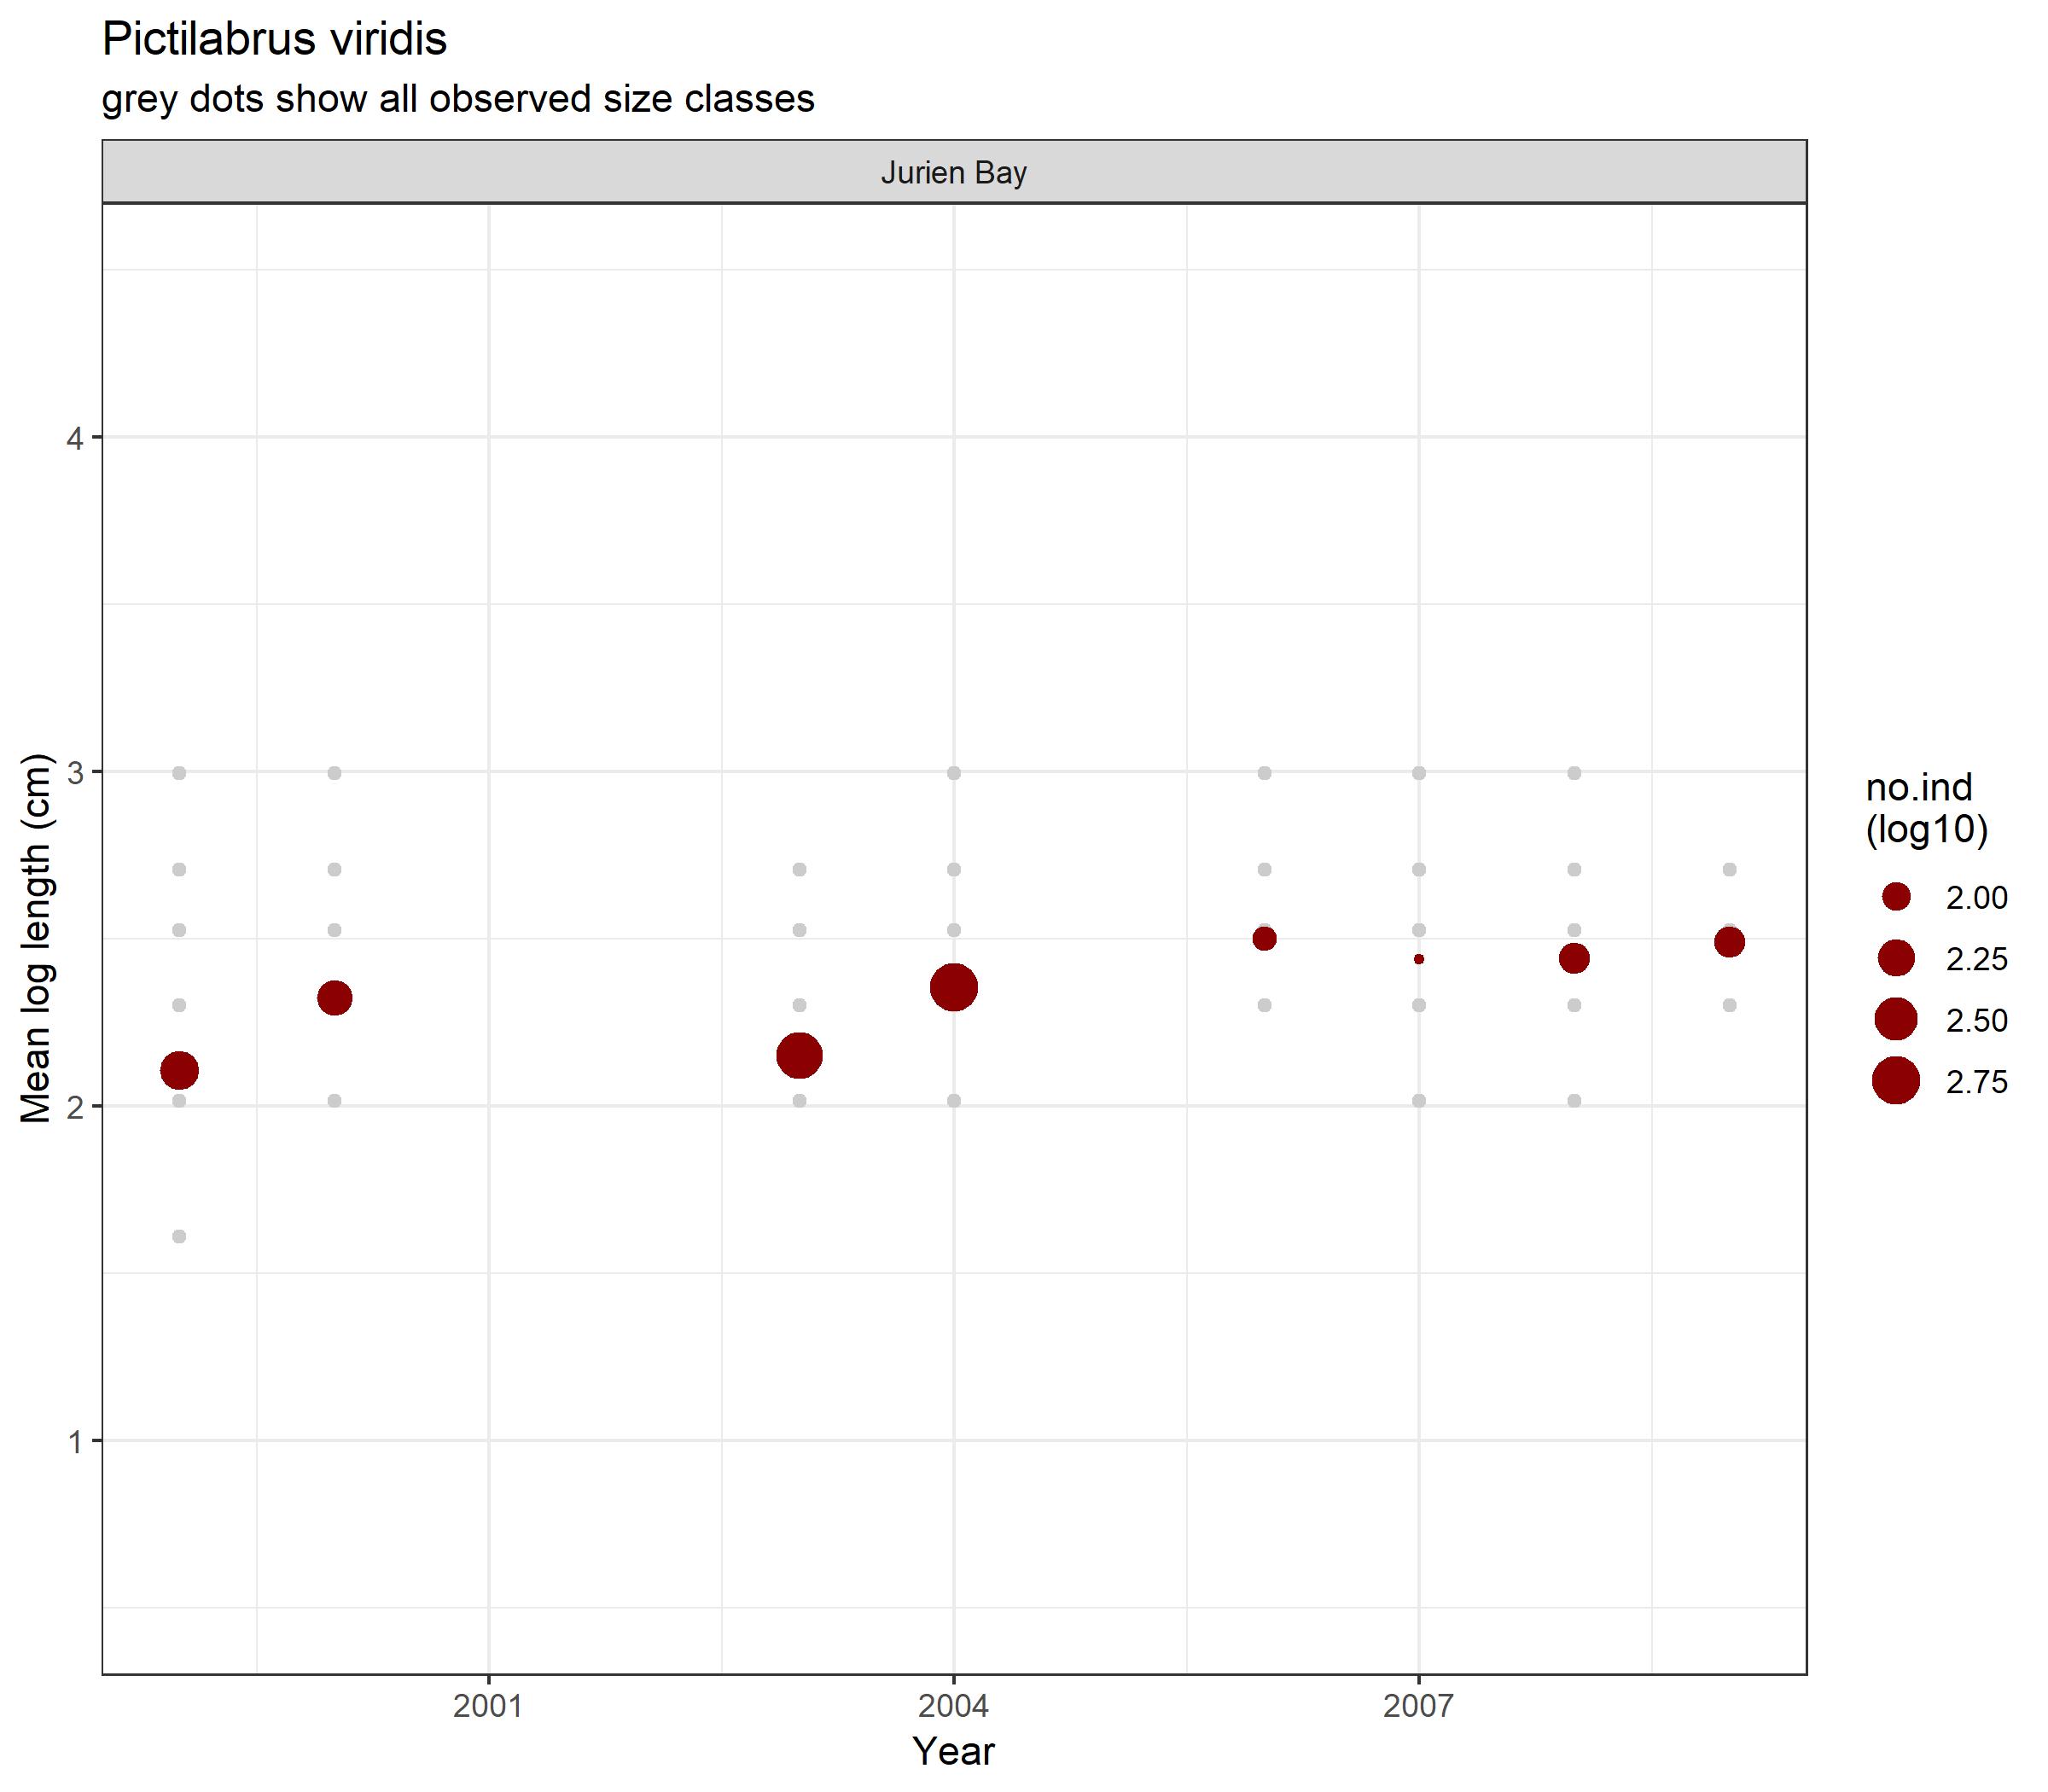 Pictilabrus viridis
grey dots show all observed size classes
Jurien Bay
Mean log length (cm)
4
3
2
1
2001
2004
2007
Year
no.ind
(log10)
2.00
2.25
2.50
2.75